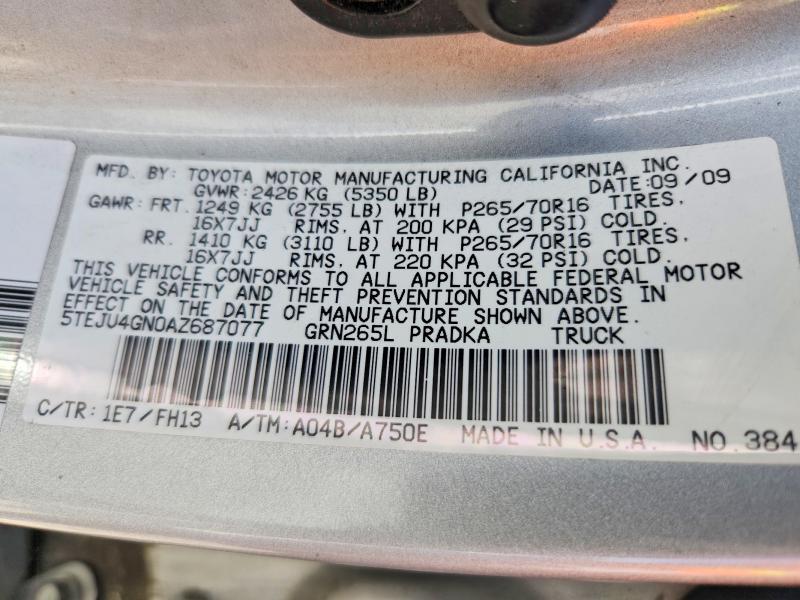 MFD. BY: TOYOTA MOTOR MANUFACTURING CALIFORNIA INC.
GVWR: 2426 KG (5350 LB) DATE: 09/09
GAWR: FRT. 1249 KG (2755 LB) WITH P265/70R16 TIRES,
16X7JJ RIMS, AT 200 KPA (29 PSI) COLD.
RR. 1410 KG (3110 LB) WITH P265/70R16 TIRES,
16X7JJ RIMS, AT 220 KPA (32 PSI) COLD.
THIS VEHICLE CONFORMS TO ALL APPLICABLE FEDERAL MOTOR
VEHICLE SAFETY AND THEFT PREVENTION STANDARDS IN
EFFECT ON THE DATE OF MANUFACTURE SHOWN ABOVE.
5TEJU4GN0AZ687077 GRN265L PRADKA TRUCK
C/TR: 1E7/FH13 A/TM: A04B/A750E MADE IN U.S.A. NO. 384